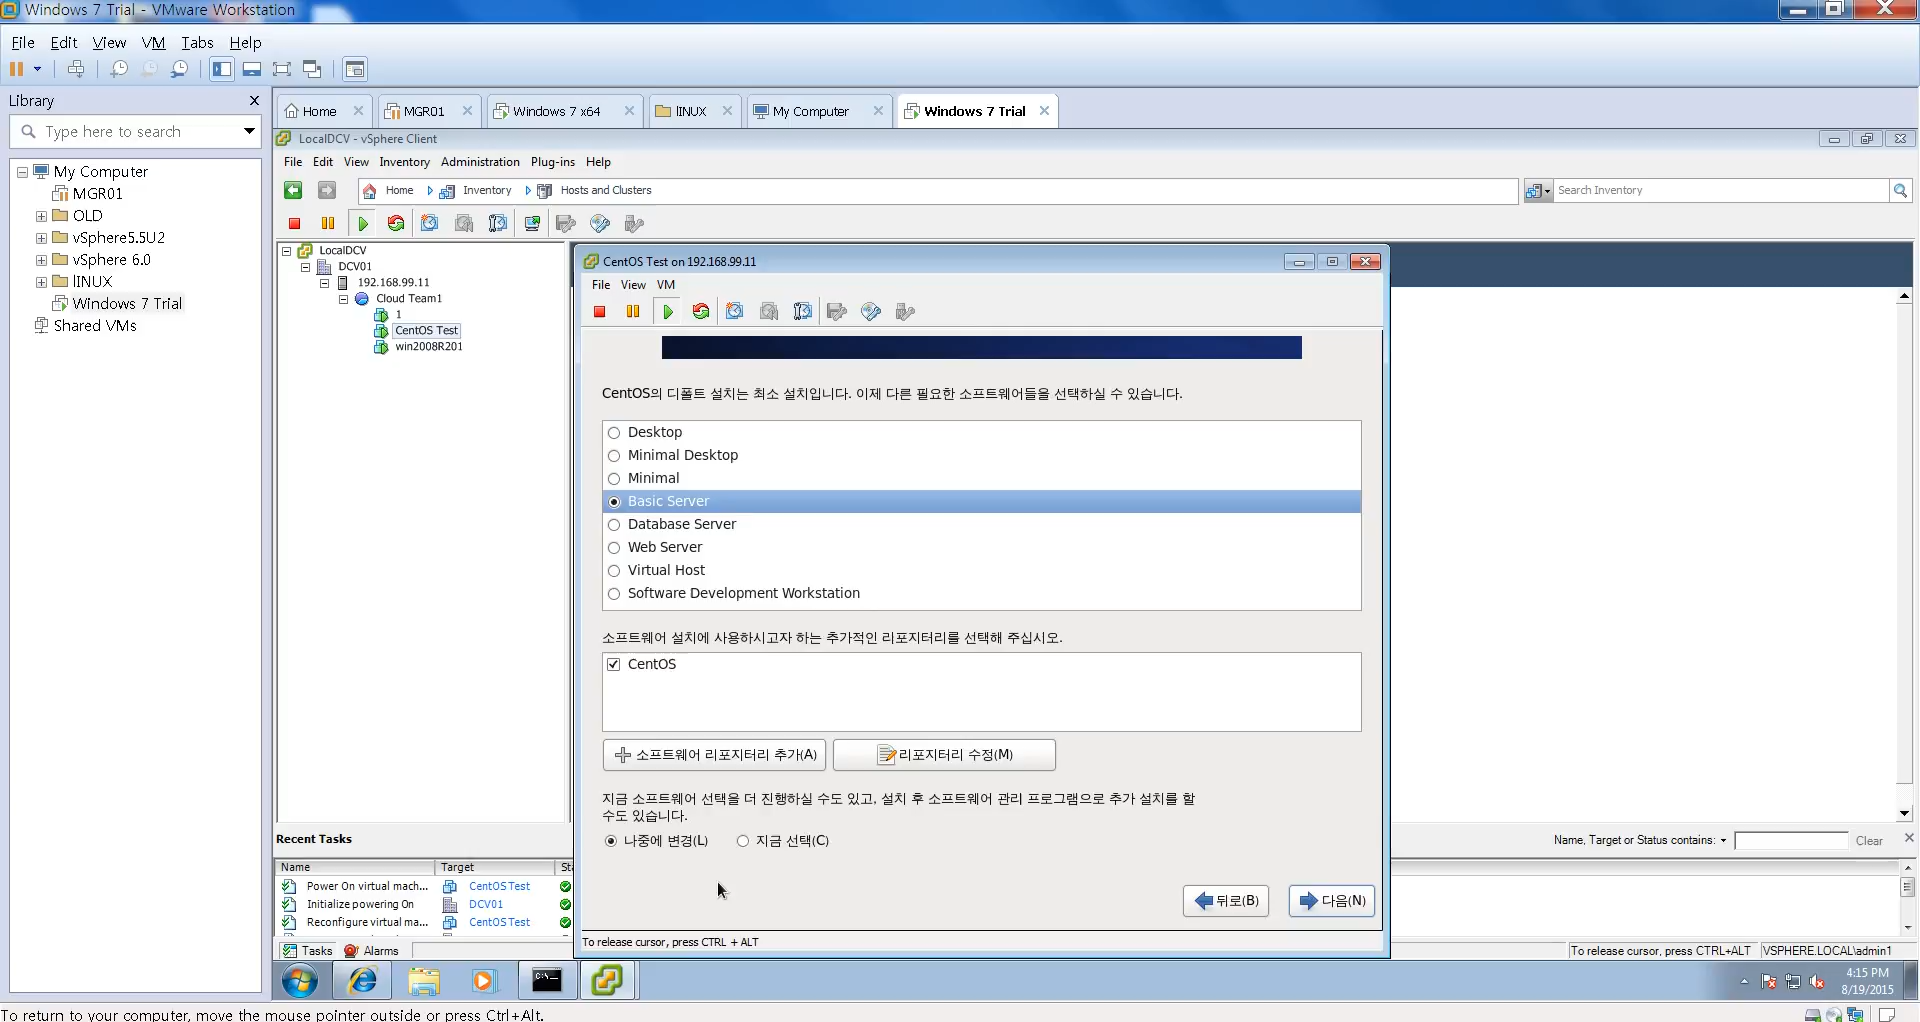 Windows 7 Trial - VMware Workstation
File Edit View VM Tabs Help
Library
Type here to search
My Computer
MGR01
OLD
vSphere5.5U2
vSphere 6.0
lINUX
Windows 7 Trial
Shared VMs
Home MGR01 Windows 7 x64 lINUX My Computer Windows 7 Trial
LocalDCV - vSphere Client
File Edit View Inventory Administration Plug-ins Help
Home Inventory Hosts and Clusters
Search Inventory
LocalDCV
DCV01
192.168.99.11
Cloud Team1
1
CentOS Test
win2008R201
CentOS Test on 192.168.99.11
File View VM
CentOS의 디폴트 설치는 최소 설치입니다. 이제 다른 필요한 소프트웨어들을 선택하실 수 있습니다.
Desktop
Minimal Desktop
Minimal
Basic Server
Database Server
Web Server
Virtual Host
Software Development Workstation
소프트웨어 설치에 사용하시고자 하는 추가적인 리포지터리를 선택해 주십시오.
CentOS
소프트웨어 리포지터리 추가(A) 리포지터리 수정(M)
지금 소프트웨어 선택을 더 진행하실 수도 있고, 설치 후 소프트웨어 관리 프로그램으로 추가 설치를 할
수도 있습니다.
나중에 변경(L) 지금 선택(C)
뒤로(B) 다음(N)
To release cursor, press CTRL + ALT
Recent Tasks
Name, Target or Status contains: Clear
Name Target Sta
Power On virtual mach... CentOS Test
Initialize powering On DCV01
Reconfigure virtual ma... CentOS Test
Tasks Alarms
To release cursor, press CTRL+ALT VSPHERE.LOCAL\admin1
4:15 PM
8/19/2015
To return to your computer, move the mouse pointer outside or press Ctrl+Alt.